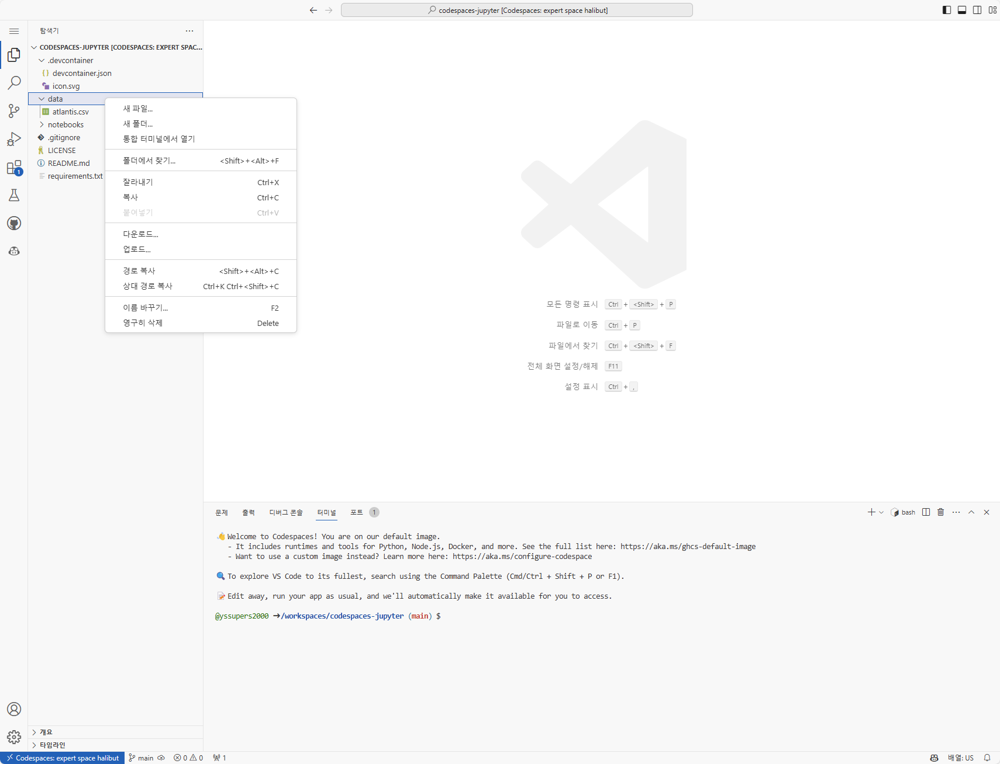 codespaces-jupyter [Codespaces: expert space halibut]
탐색기
CODESPACES-JUPYTER [CODESPACES: EXPERT SPAC...
.devcontainer
devcontainer.json
icon.svg
data
atlantis.csv
notebooks
.gitignore
LICENSE
README.md
requirements.txt
1
새 파일...
새 폴더...
통합 터미널에서 열기
폴더에서 찾기... <Shift>+<Alt>+F
잘라내기 Ctrl+X
복사 Ctrl+C
붙여넣기 Ctrl+V
다운로드...
업로드...
경로 복사 <Shift>+<Alt>+C
상대 경로 복사 Ctrl+K Ctrl+<Shift>+C
이름 바꾸기... F2
영구히 삭제 Delete
모든 명령 표시 Ctrl + <Shift> + P
파일로 이동 Ctrl + P
파일에서 찾기 Ctrl + <Shift> + F
전체 화면 설정/해제 F11
설정 표시 Ctrl + ,
문제 출력 디버그 콘솔 터미널 포트 1
bash
👋 Welcome to Codespaces! You are on our default image.
- It includes runtimes and tools for Python, Node.js, Docker, and more. See the full list here: https://aka.ms/ghcs-default-image
- Want to use a custom image instead? Learn more here: https://aka.ms/configure-codespace
🔍 To explore VS Code to its fullest, search using the Command Palette (Cmd/Ctrl + Shift + P or F1).
📝 Edit away, run your app as usual, and we'll automatically make it available for you to access.
@yssupers2000 ➜/workspaces/codespaces-jupyter (main) $
개요
타임라인
Codespaces: expert space halibut main 0 0 1 배열: US